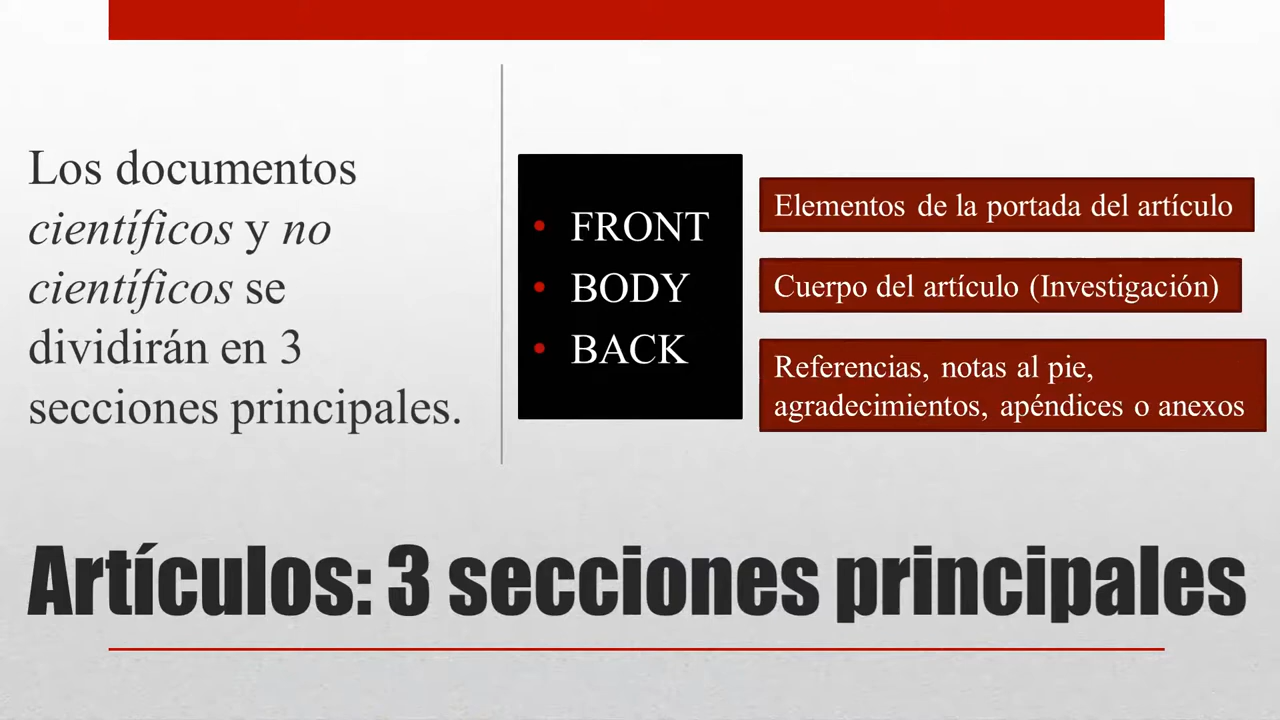 Los documentos
científicos y no
científicos se
dividirán en 3
secciones principales.
• FRONT
• BODY
• BACK
Elementos de la portada del artículo
Cuerpo del artículo (Investigación)
Referencias, notas al pie,
agradecimientos, apéndices o anexos
Artículos: 3 secciones principales